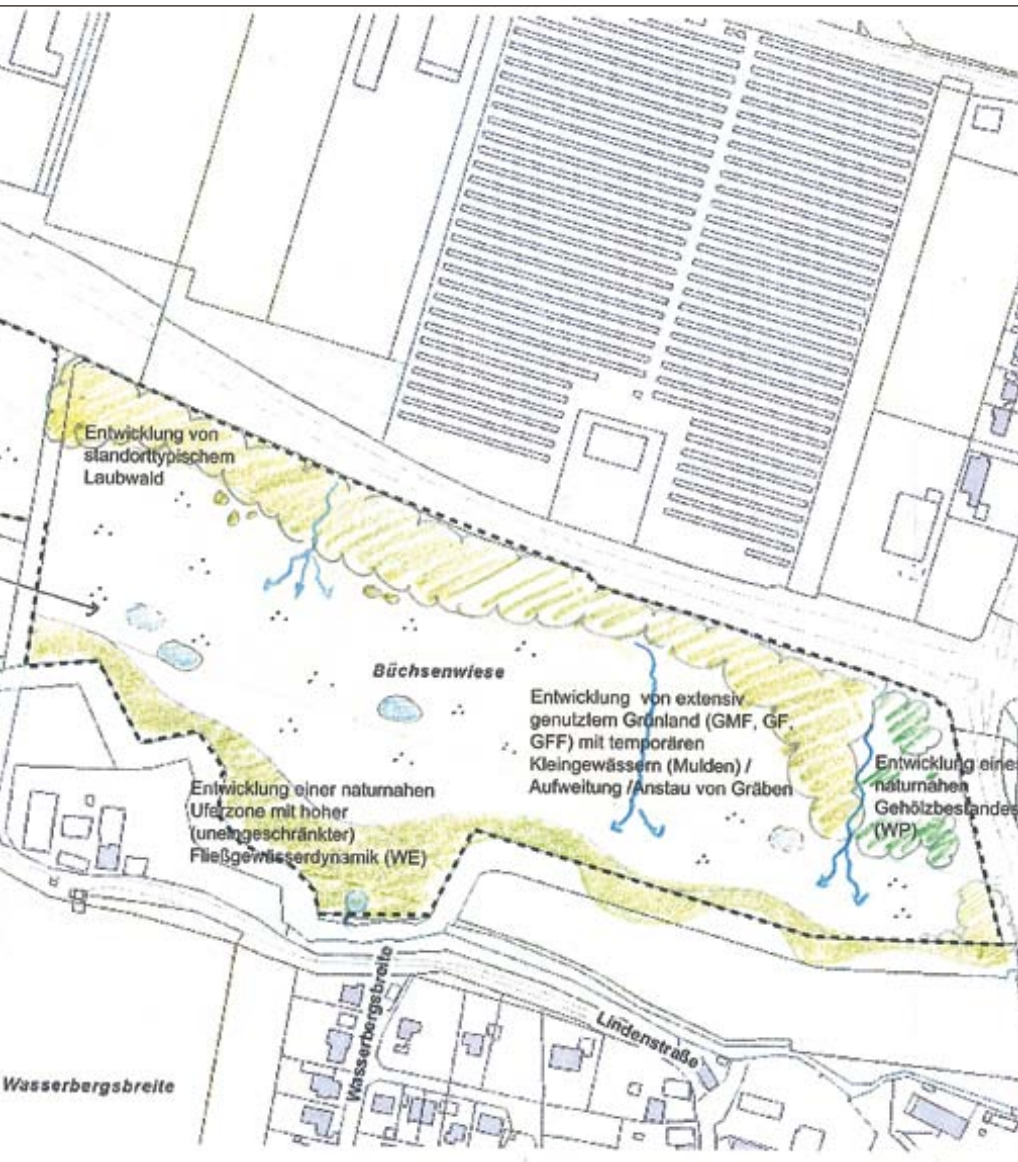 Entwicklung von
standorttypischem
Laubwald
Büchsenwiese
Entwicklung von extensiv
genutztem Grünland (GMF, GF,
GFF) mit temporären
Kleingewässern (Mulden) /
Aufweitung /Anstau von Gräben
Entwicklung eines
naturnahen
Gehölzbestandes
(WP)
Entwicklung einer naturnahen
Uferzone mit hoher
(uneingeschränkter)
Fließgewässerdynamik (WE)
Wasserbergsbreite
Lindenstraße
Wasserbergsbreite